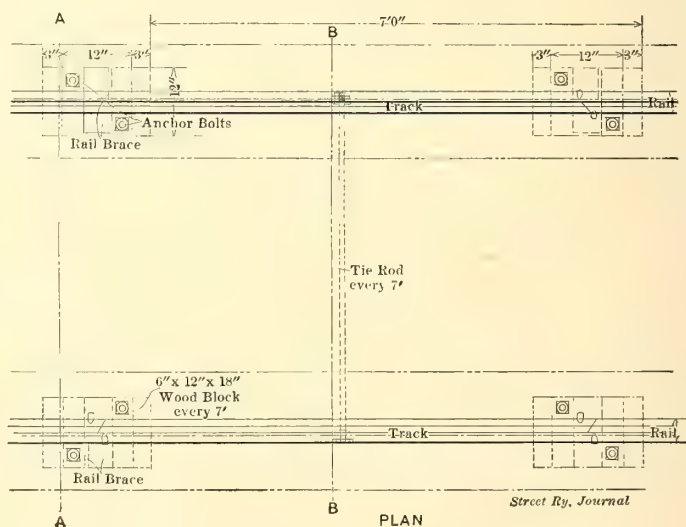 A
7'0"
B
3" 12" 3"
3" 12" 3"
12"
Track
Rail
Anchor Bolts
Rail Brace
Tie Rod
every 7'
6" x 12" x 18"
Wood Block
every 7'
Track
Rail
Rail Brace
Street Ry. Journal
A
B
PLAN